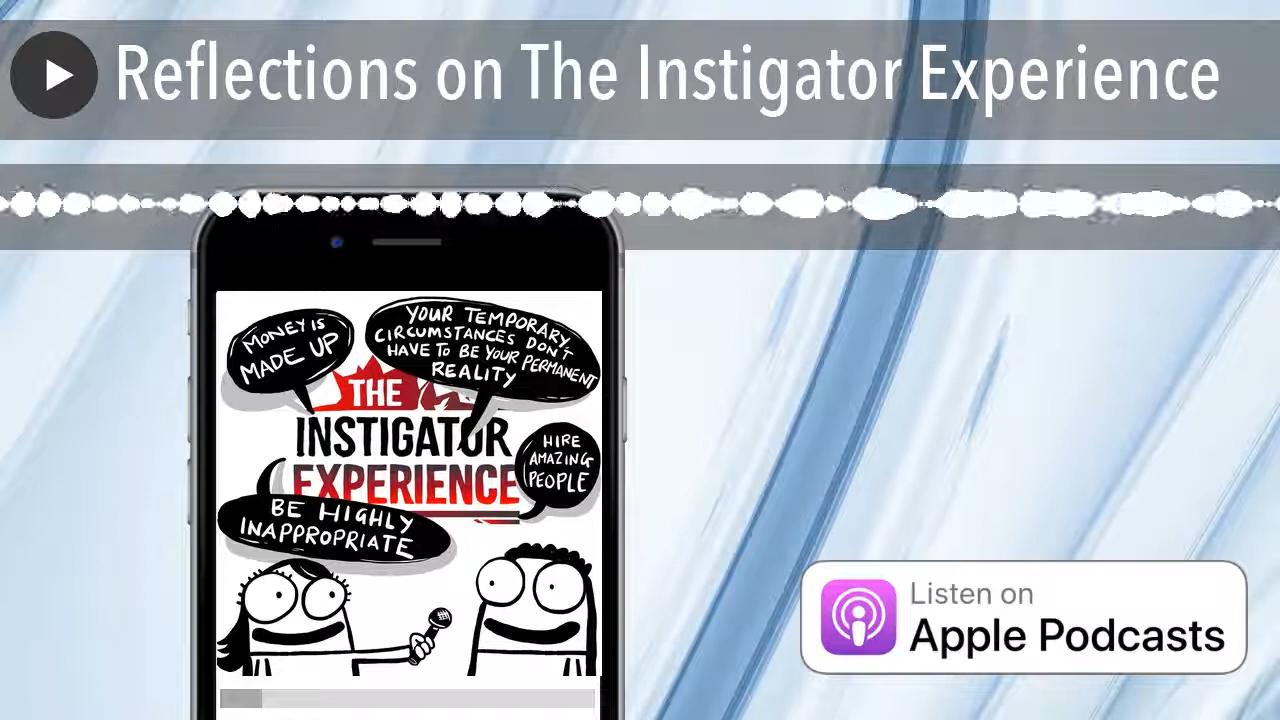 Reflections on The Instigator Experience
MONEY IS
MADE UP
YOUR TEMPORARY
CIRCUMSTANCES DON'T
HAVE TO BE YOUR PERMANENT
REALITY
THE
INSTIGATOR
EXPERIENCE
HIRE
AMAZING
PEOPLE
BE HIGHLY
INAPPROPRIATE
Listen on
Apple Podcasts